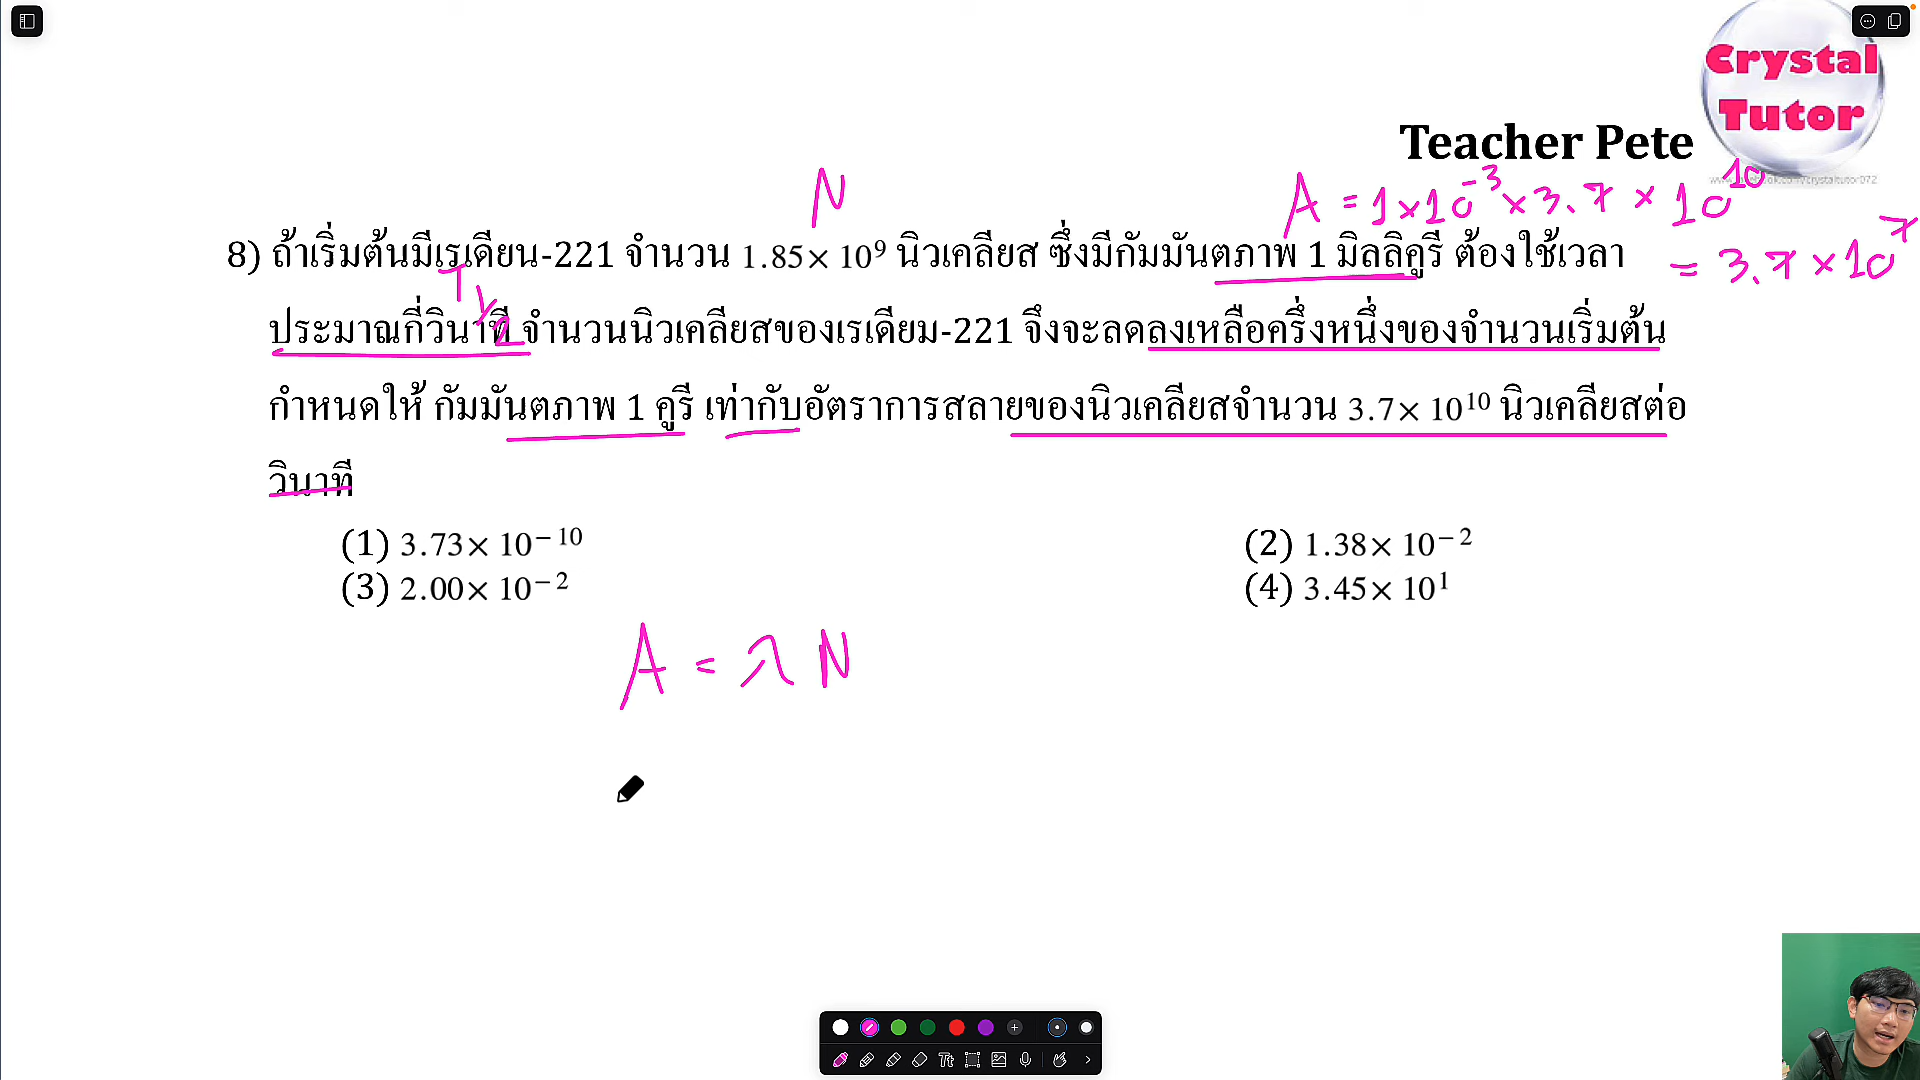 Crystal
Tutor
Teacher Pete
N
A = 1×10⁻³×3.7×10¹⁰
= 3.7×10⁷
8) ถ้าเริ่มต้นมีเรเดียน-221 จำนวน 1.85× 10⁹ นิวเคลียส ซึ่งมีกัมมันตภาพ 1 มิลลิคูรี ต้องใช้เวลา
T 1/2
ประมาณกี่วินาที จำนวนนิวเคลียสของเรเดียม-221 จึงจะลดลงเหลือครึ่งหนึ่งของจำนวนเริ่มต้น
กำหนดให้ กัมมันตภาพ 1 คูรี เท่ากับอัตราการสลายของนิวเคลียสจำนวน 3.7× 10¹⁰ นิวเคลียสต่อ
วินาที
(1) 3.73× 10⁻¹⁰ (2) 1.38× 10⁻²
(3) 2.00× 10⁻² (4) 3.45× 10¹
A = λ N